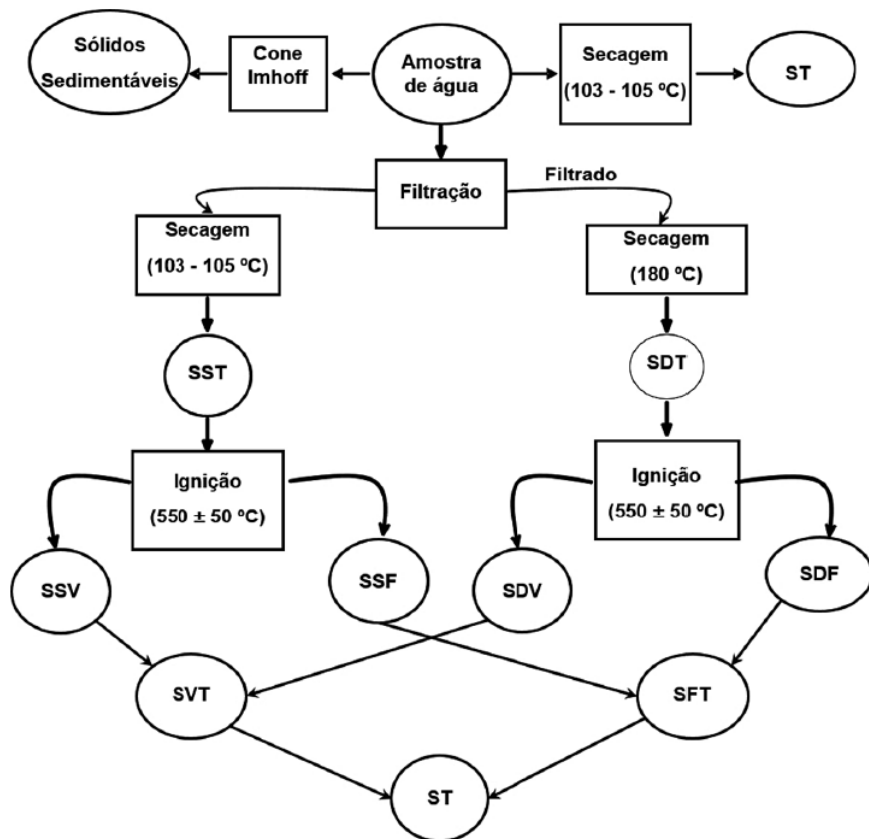 Sólidos
Sedimentáveis
Cone
Imhoff
Amostra
de água
Secagem
(103 - 105 ºC)
ST
Filtração
Filtrado
Secagem
(103 - 105 ºC)
Secagem
(180 ºC)
SST
SDT
Ignição
(550 ± 50 ºC)
Ignição
(550 ± 50 ºC)
SSV
SSF
SDV
SDF
SVT
SFT
ST